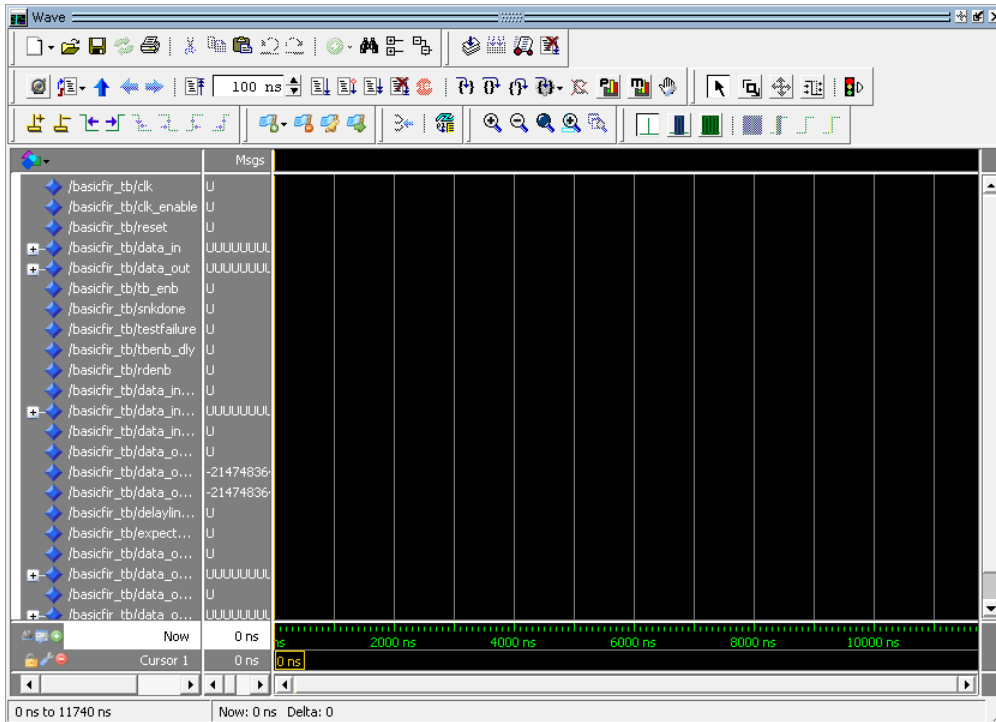 Wave
100 ns
Msgs
/basicfir_tb/clk U
/basicfir_tb/clk_enable U
/basicfir_tb/reset U
/basicfir_tb/data_in UUUUUUUU
/basicfir_tb/data_out UUUUUUUU
/basicfir_tb/tb_enb U
/basicfir_tb/snkdone U
/basicfir_tb/testfailure U
/basicfir_tb/tbenb_dly U
/basicfir_tb/rdenb U
/basicfir_tb/data_in... U
/basicfir_tb/data_in... UUUUUUUU
/basicfir_tb/data_in... U
/basicfir_tb/data_o... U
/basicfir_tb/data_o... -21474836
/basicfir_tb/data_o... -21474836
/basicfir_tb/delaylin... U
/basicfir_tb/expect... U
/basicfir_tb/data_o... U
/basicfir_tb/data_o... UUUUUUUU
/basicfir_tb/data_o... U
/basicfir_tb/data_o... UUUUUUUU
Now 0 ns
ns 2000 ns 4000 ns 6000 ns 8000 ns 10000 ns
Cursor 1 0 ns 0 ns
0 ns to 11740 ns Now: 0 ns Delta: 0